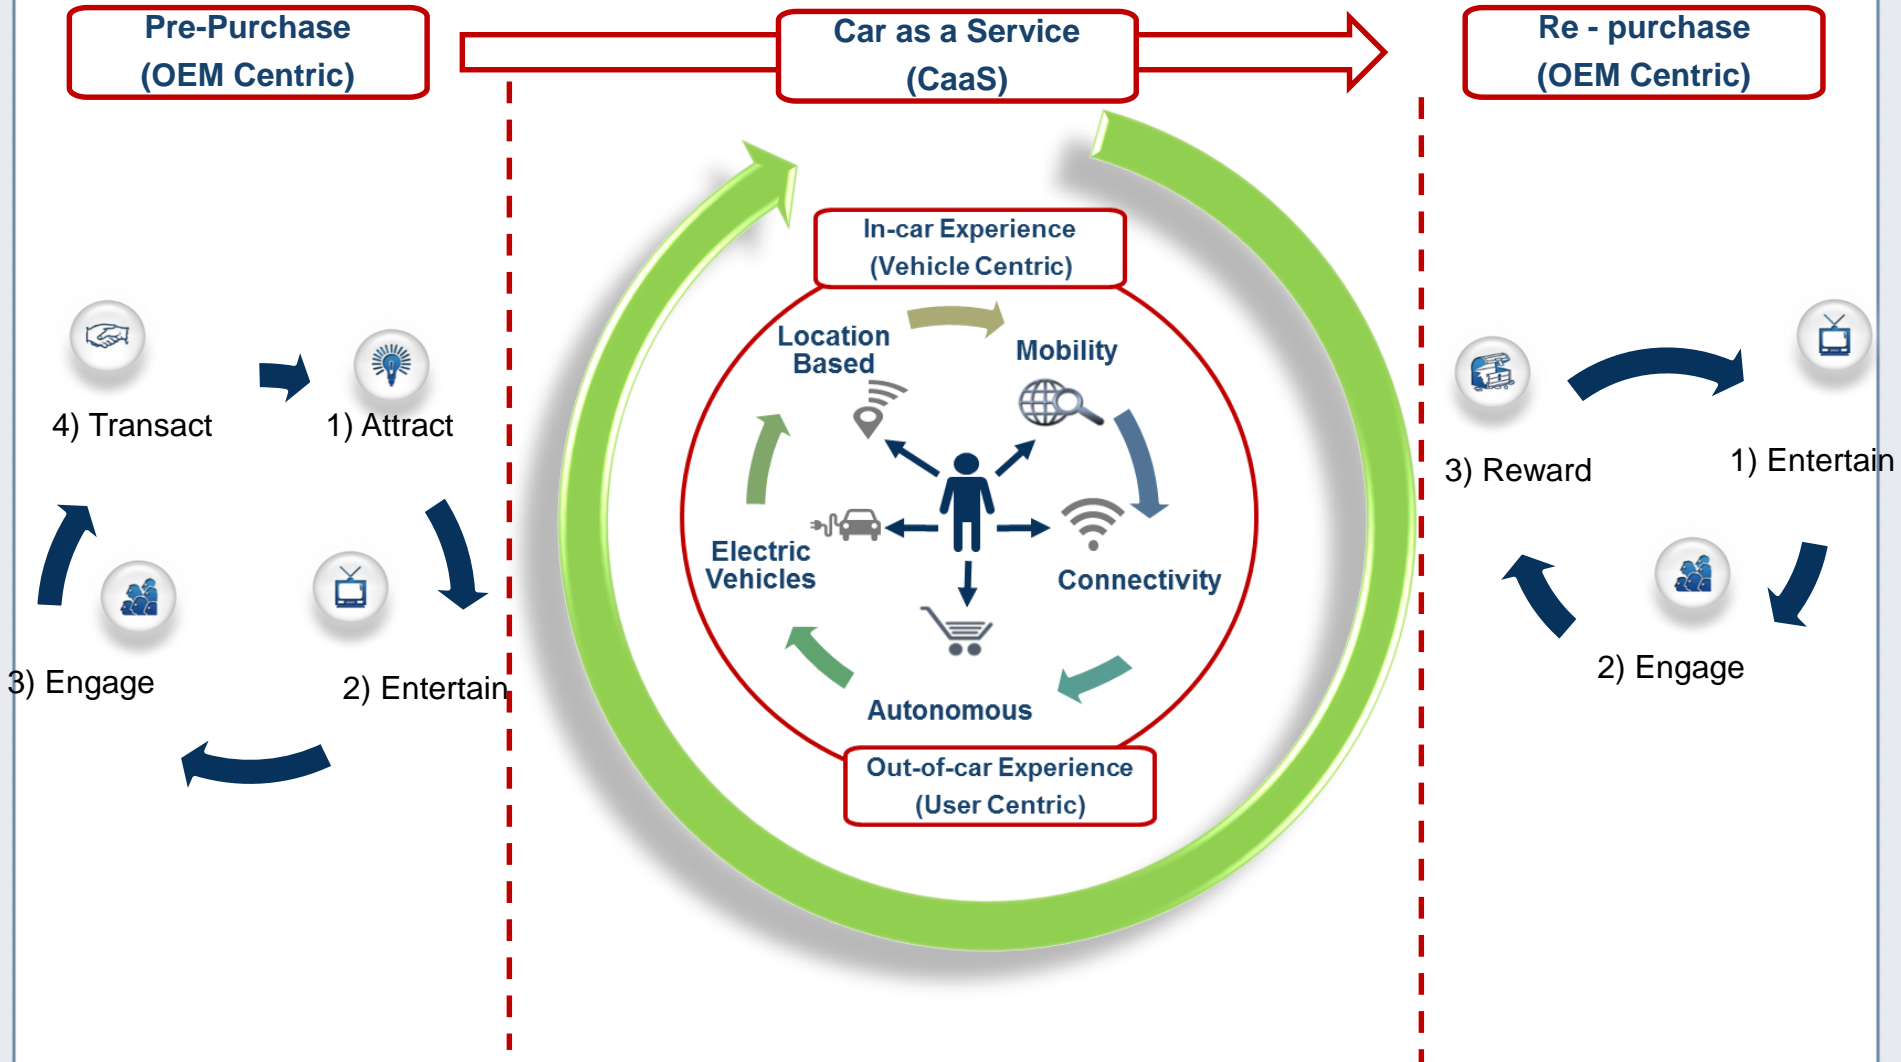 Pre-Purchase
(OEM Centric)
Car as a Service
(CaaS)
Re - purchase
(OEM Centric)
4) Transact
1) Attract
3) Engage
2) Entertain
In-car Experience
(Vehicle Centric)
Location
Based
Mobility
Electric
Vehicles
Connectivity
Autonomous
Out-of-car Experience
(User Centric)
3) Reward
1) Entertain
2) Engage